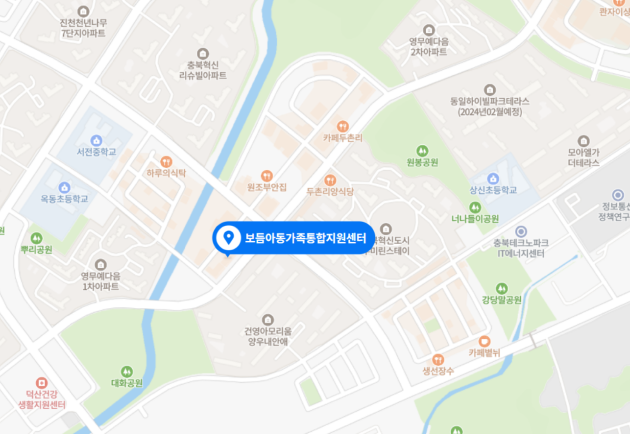 편자이상
진천천년나무
7단지아파트
영무예다음
2차아파트
충북혁신
리슈빌아파트
동일하이빌파크테라스
(2024년02월예정)
카페두촌리
서전중학교
하루의식탁
원봉공원
모아엘가
더테라스
원조부안집
두촌리양식당
옥동초등학교
상신초등학교
너나들이공원
정보통신
정책연구
뿌리공원
보듬아동가족통합지원센터
혁신도시
우미린스테이
충북테크노파크
IT에너지센터
영무예다음
1차아파트
강당말공원
건영아모리움
양우내안애
카페별뉘
생선장수
대화공원
덕산건강
생활지원센터